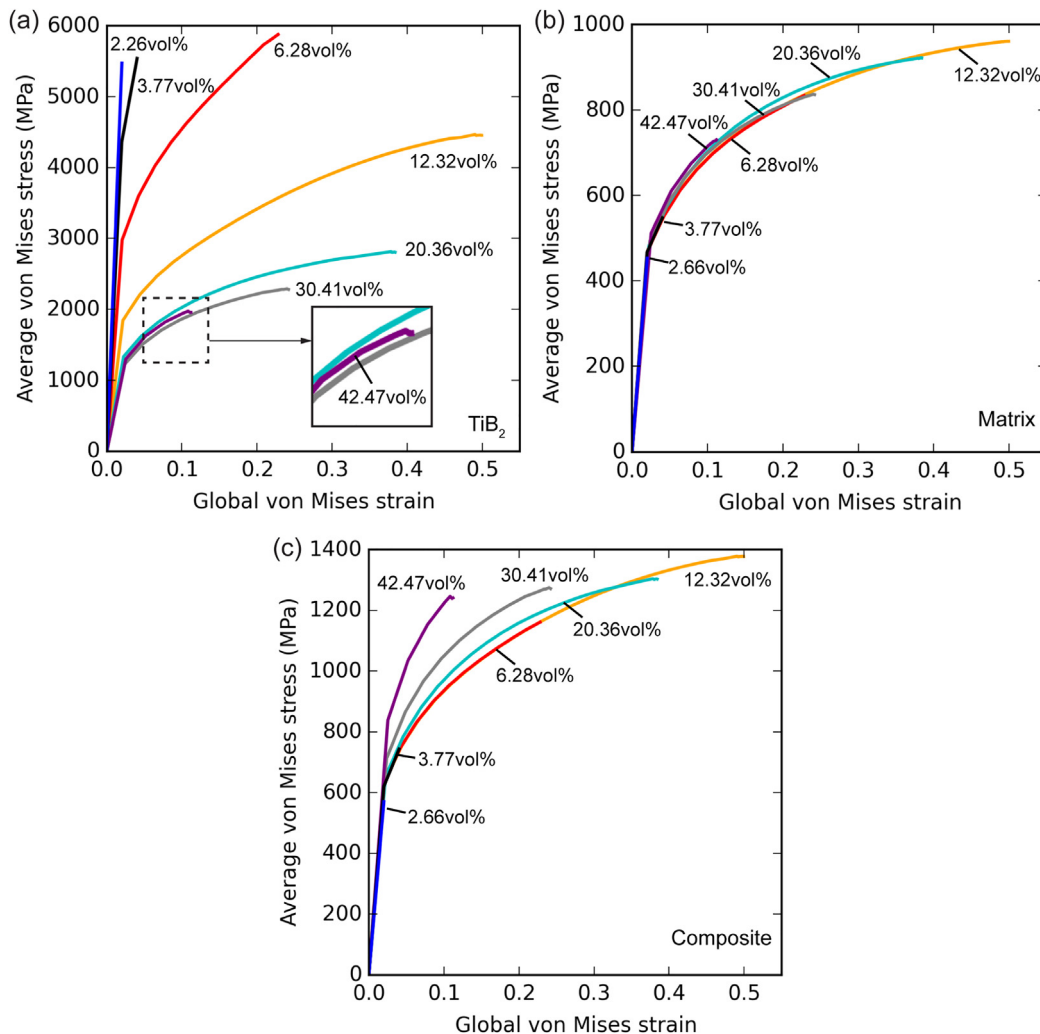 (a)
6000
5000
4000
3000
2000
1000
0
Average von Mises stress (MPa)
2.26vol%
3.77vol%
6.28vol%
12.32vol%
20.36vol%
30.41vol%
42.47vol%
TiB₂
0.0 0.1 0.2 0.3 0.4 0.5
Global von Mises strain
(b)
1000
800
600
400
200
0
Average von Mises stress (MPa)
20.36vol%
12.32vol%
30.41vol%
42.47vol%
6.28vol%
3.77vol%
2.66vol%
Matrix
0.0 0.1 0.2 0.3 0.4 0.5
Global von Mises strain
(c)
1400
1200
1000
800
600
400
200
0
Average von Mises stress (MPa)
42.47vol%
30.41vol%
12.32vol%
20.36vol%
6.28vol%
3.77vol%
2.66vol%
Composite
0.0 0.1 0.2 0.3 0.4 0.5
Global von Mises strain